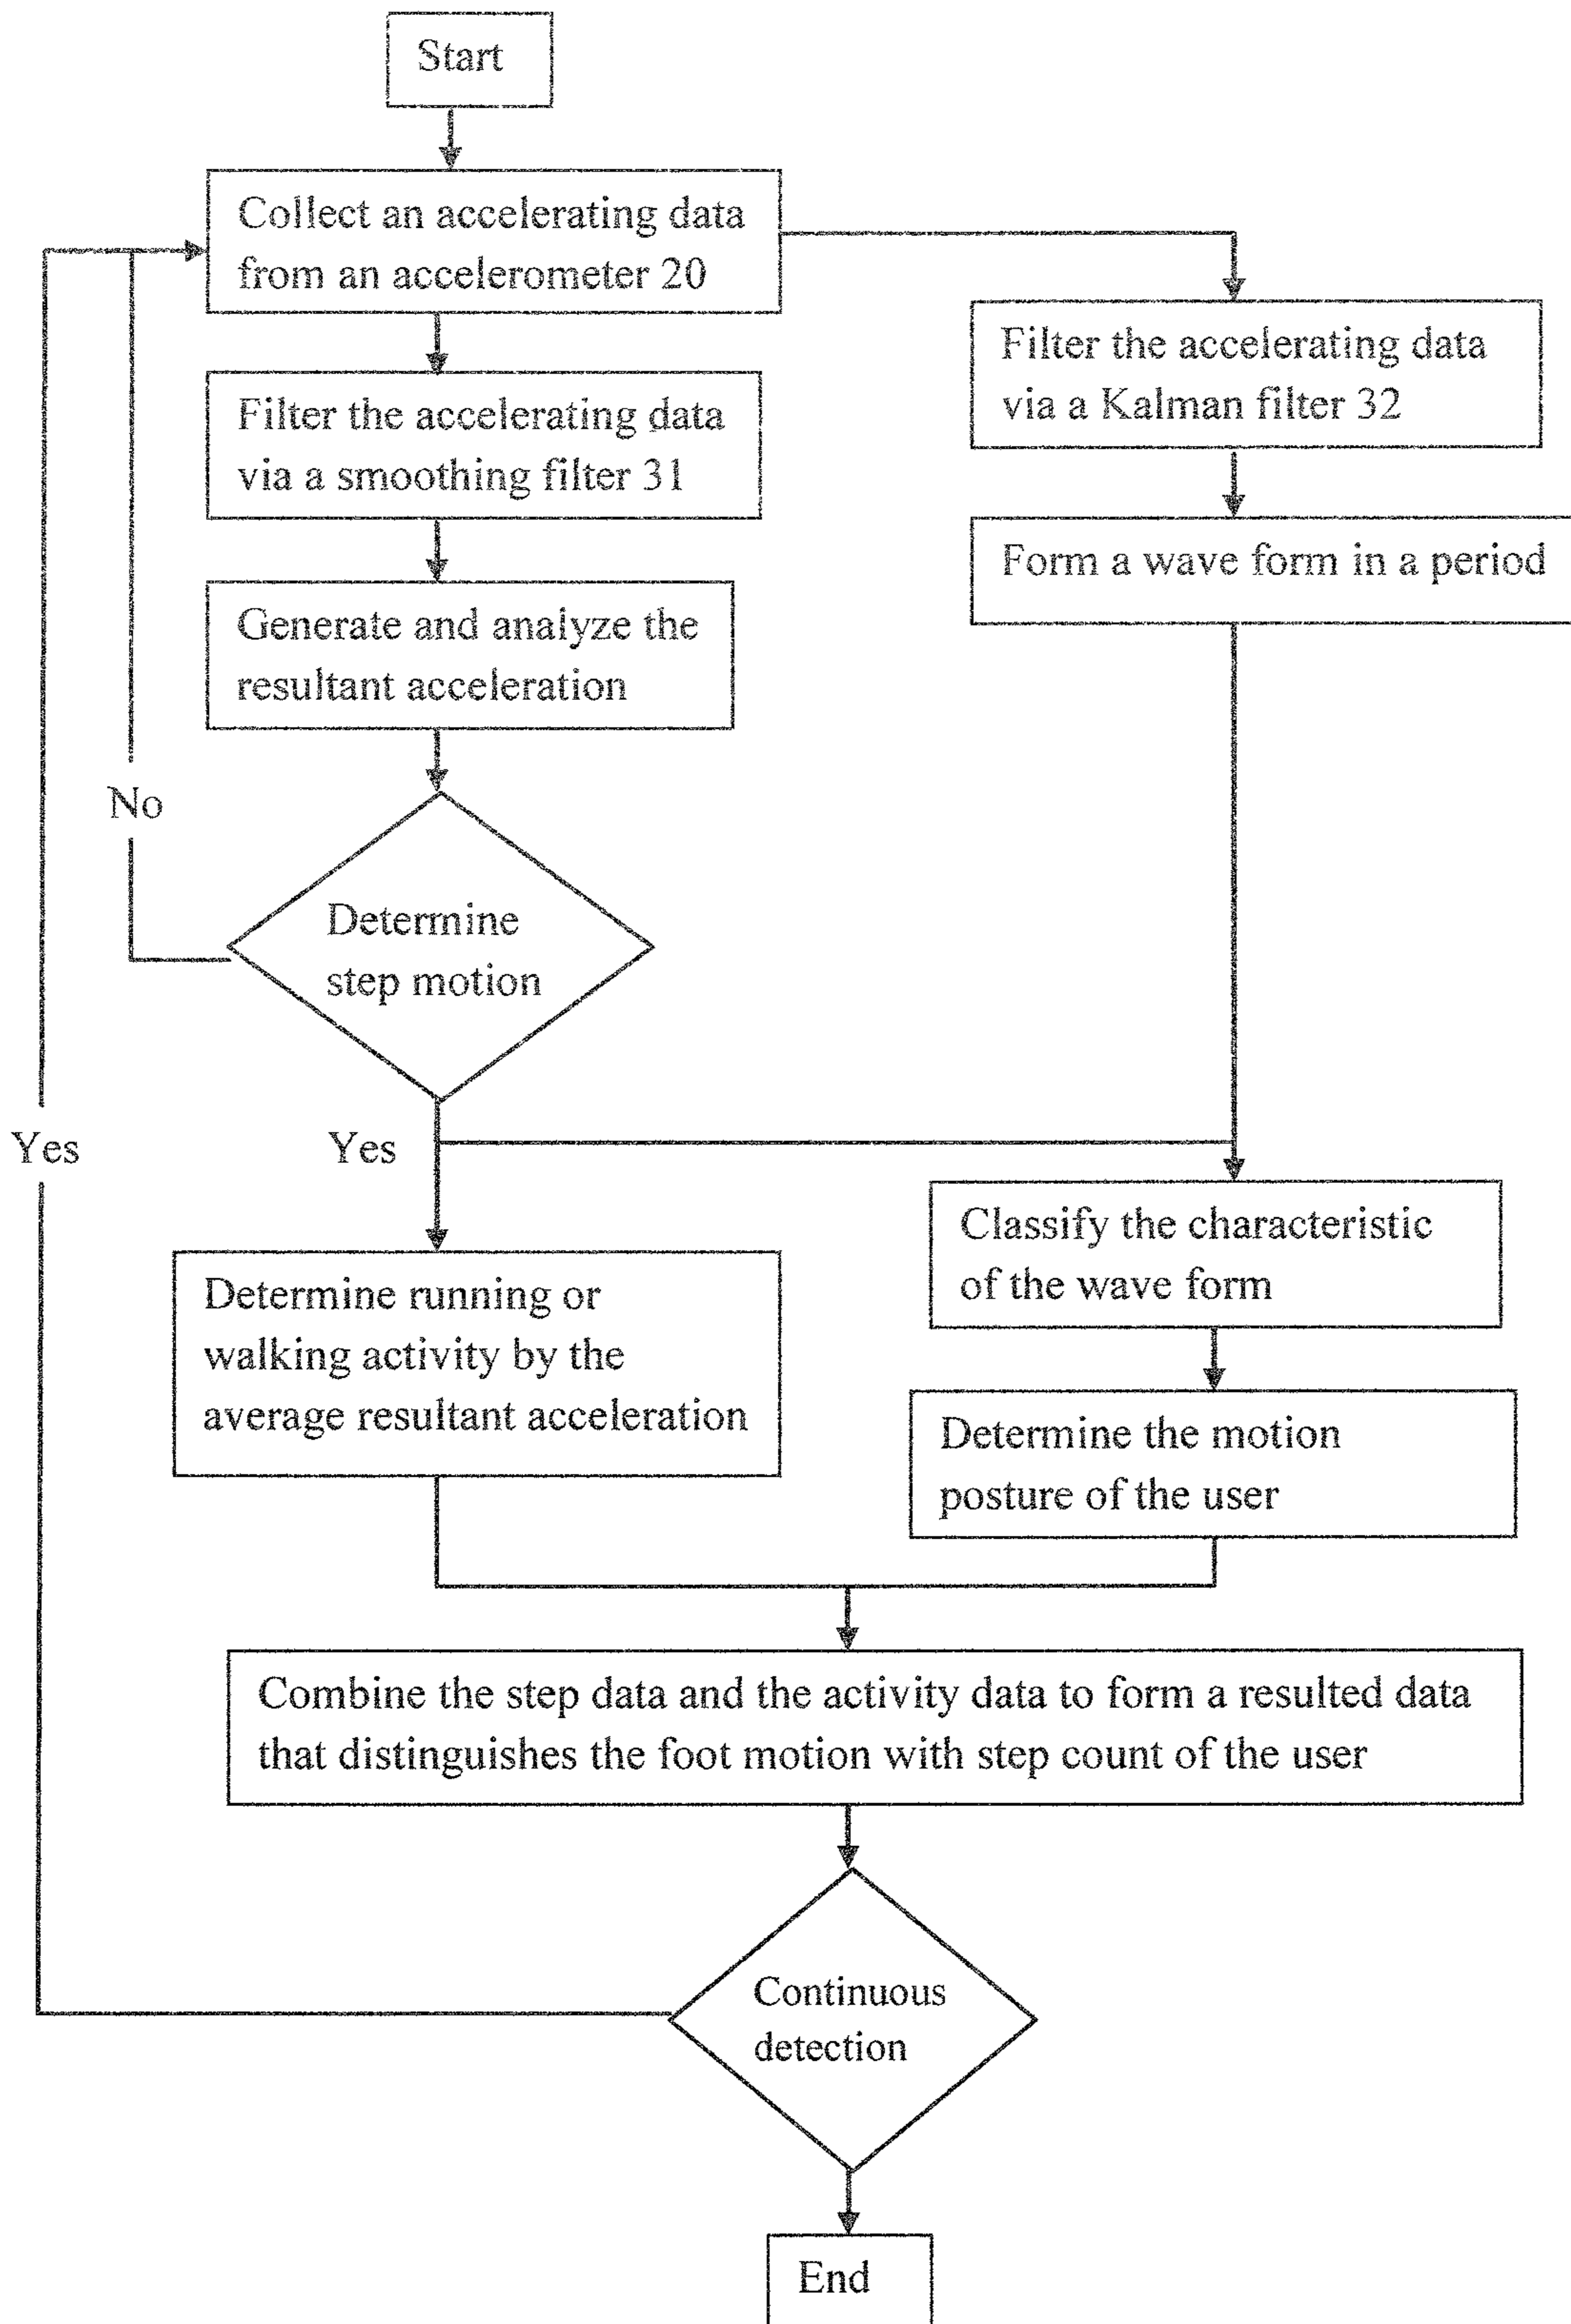 Start
Collect an accelerating data
from an accelerometer 20
Filter the accelerating data
via a Kalman filter 32
Filter the accelerating data
via a smoothing filter 31
Form a wave form in a period
Generate and analyze the
resultant acceleration
No
Determine
step motion
Yes
Yes
Classify the characteristic
of the wave form
Determine running or
walking activity by the
average resultant acceleration
Determine the motion
posture of the user
Combine the step data and the activity data to form a resulted data
that distinguishes the foot motion with step count of the user
Continuous
detection
End